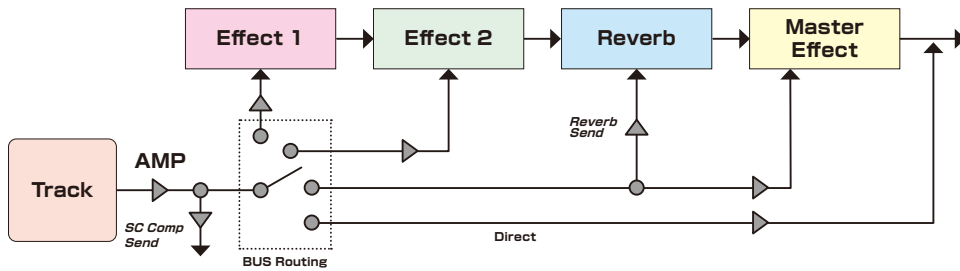 Effect 1
Effect 2
Reverb
Master
Effect
Reverb
Send
Track
AMP
SC Comp
Send
Direct
BUS Routing